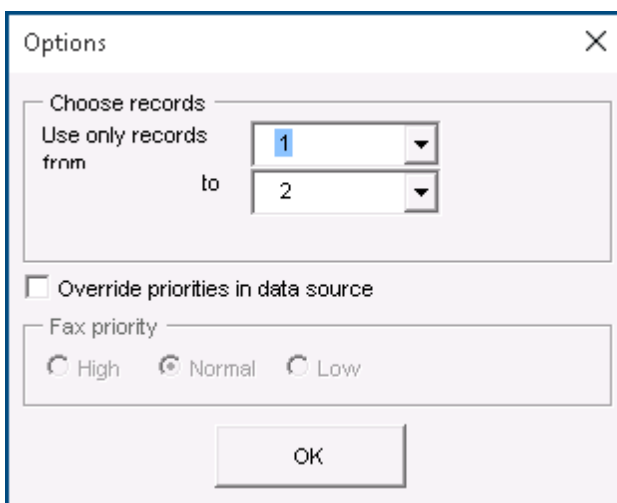 Options
Choose records
Use only records
from
1
to
2
Override priorities in data source
Fax priority
High Normal Low
OK